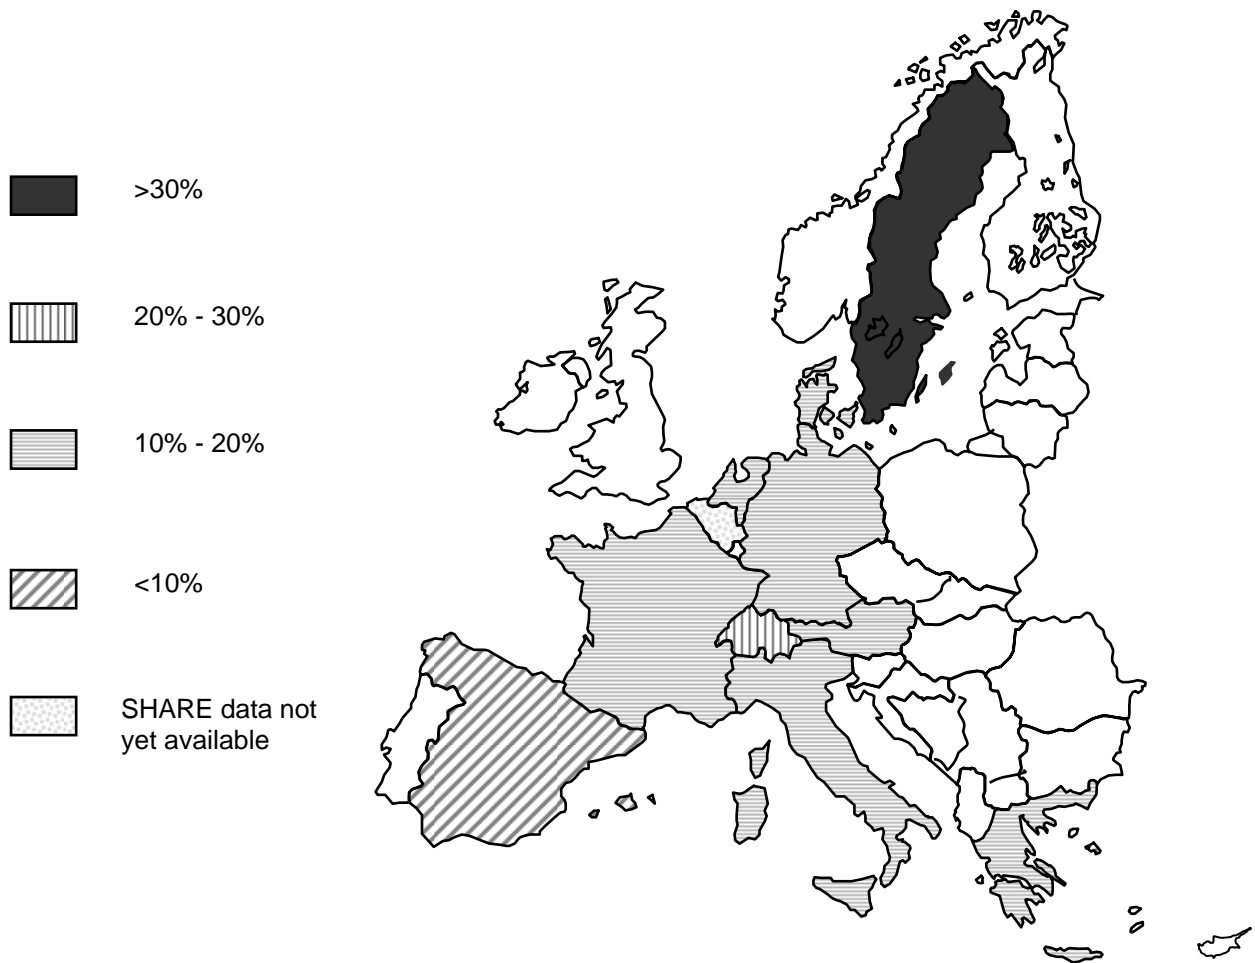 >30%
20% - 30%
10% - 20%
<10%
SHARE data not
yet available